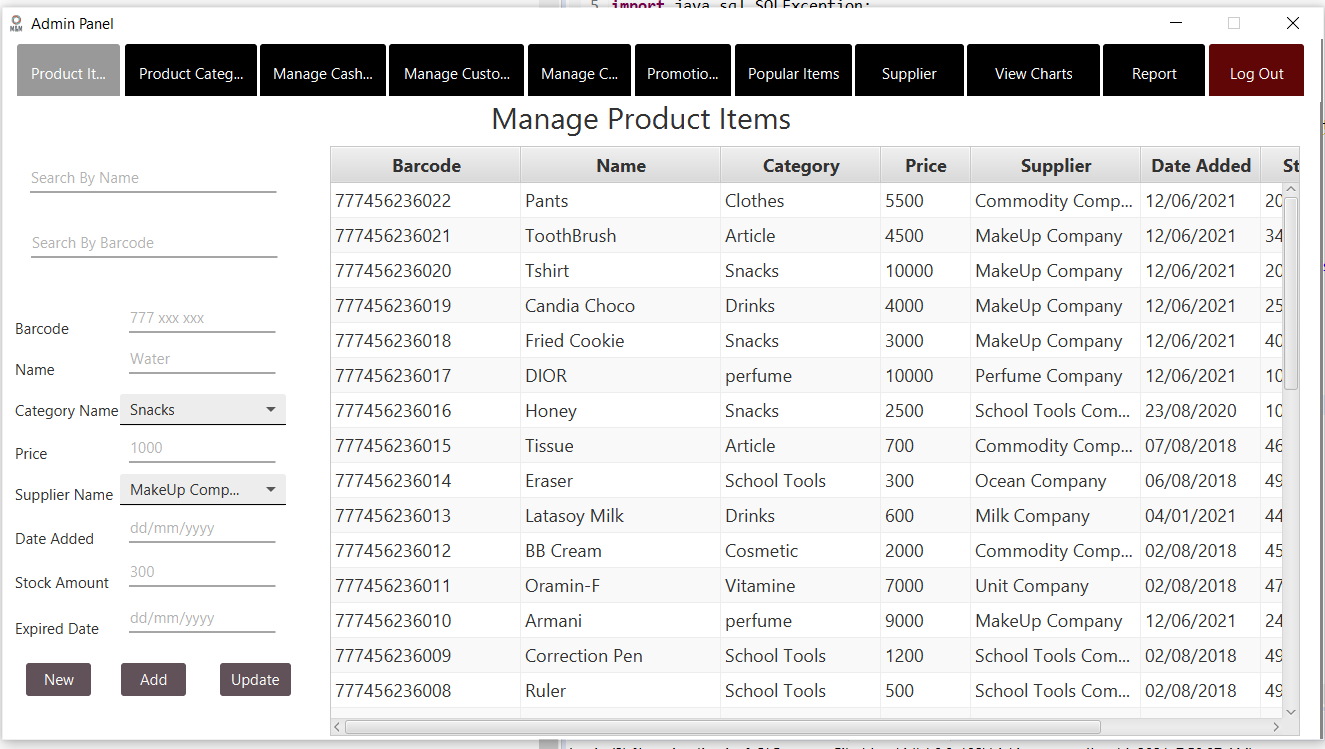 5 import java.sql.SQLException;
Admin Panel
Product It... Product Categ... Manage Cash... Manage Custo... Manage C... Promotio... Popular Items Supplier View Charts Report Log Out
Manage Product Items
Search By Name
Search By Barcode
Barcode 777 xxx xxx
Name Water
Category Name Snacks
Price 1000
Supplier Name MakeUp Comp...
Date Added dd/mm/yyyy
Stock Amount 300
Expired Date dd/mm/yyyy
New Add Update
Barcode Name Category Price Supplier Date Added St
777456236022 Pants Clothes 5500 Commodity Comp... 12/06/2021 20
777456236021 ToothBrush Article 4500 MakeUp Company 12/06/2021 34
777456236020 Tshirt Snacks 10000 MakeUp Company 12/06/2021 20
777456236019 Candia Choco Drinks 4000 MakeUp Company 12/06/2021 25
777456236018 Fried Cookie Snacks 3000 MakeUp Company 12/06/2021 40
777456236017 DIOR perfume 10000 Perfume Company 12/06/2021 10
777456236016 Honey Snacks 2500 School Tools Com... 23/08/2020 10
777456236015 Tissue Article 700 Commodity Comp... 07/08/2018 46
777456236014 Eraser School Tools 300 Ocean Company 06/08/2018 49
777456236013 Latasoy Milk Drinks 600 Milk Company 04/01/2021 44
777456236012 BB Cream Cosmetic 2000 Commodity Comp... 02/08/2018 45
777456236011 Oramin-F Vitamine 7000 Unit Company 02/08/2018 47
777456236010 Armani perfume 9000 MakeUp Company 12/06/2021 24
777456236009 Correction Pen School Tools 1200 School Tools Com... 02/08/2018 49
777456236008 Ruler School Tools 500 School Tools Com... 02/08/2018 49